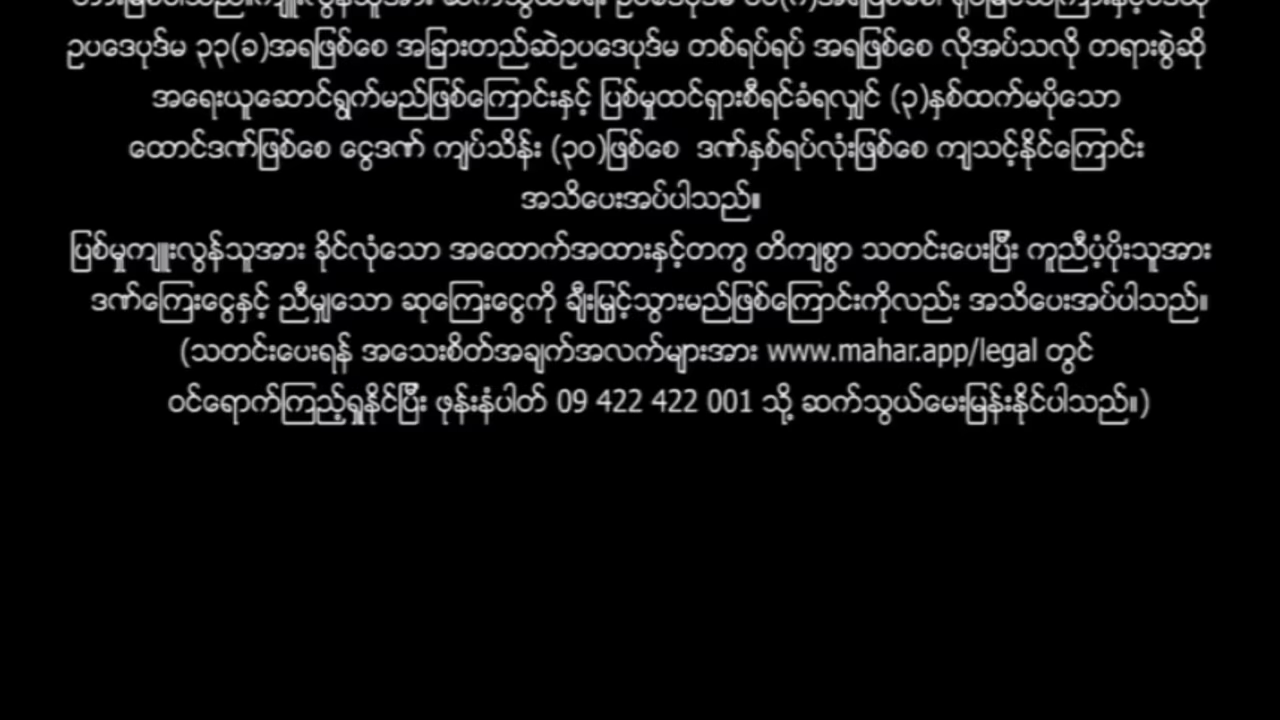 ဥပဒေပုဒ်မ ၃၃(ခ)အရဖြစ်စေ အခြားတည်ဆဲဥပဒေပုဒ်မ တစ်ရပ်ရပ် အရဖြစ်စေ လိုအပ်သလို တရားစွဲဆို
အရေးယူဆောင်ရွက်မည်ဖြစ်ကြောင်းနှင့် ပြစ်မှုထင်ရှားစီရင်ခံရလျှင် (၃)နှစ်ထက်မပိုသော
ထောင်ဒဏ်ဖြစ်စေ ငွေဒဏ် ကျပ်သိန်း (၃၀)ဖြစ်စေ ဒဏ်နှစ်ရပ်လုံးဖြစ်စေ ကျသင့်နိုင်ကြောင်း
အသိပေးအပ်ပါသည်။
ပြစ်မှုကျူးလွန်သူအား ခိုင်လုံသော အထောက်အထားနှင့်တကွ တိကျစွာ သတင်းပေးပြီး ကူညီပံ့ပိုးသူအား
ဒဏ်ကြေးငွေနှင့် ညီမျှသော ဆုကြေးငွေကို ချီးမြှင့်သွားမည်ဖြစ်ကြောင်းကိုလည်း အသိပေးအပ်ပါသည်။
(သတင်းပေးရန် အသေးစိတ်အချက်အလက်များအား www.mahar.app/legal တွင်
ဝင်ရောက်ကြည့်ရှုနိုင်ပြီး ဖုန်းနံပါတ် 09 422 422 001 သို့ ဆက်သွယ်မေးမြန်းနိုင်ပါသည်။)